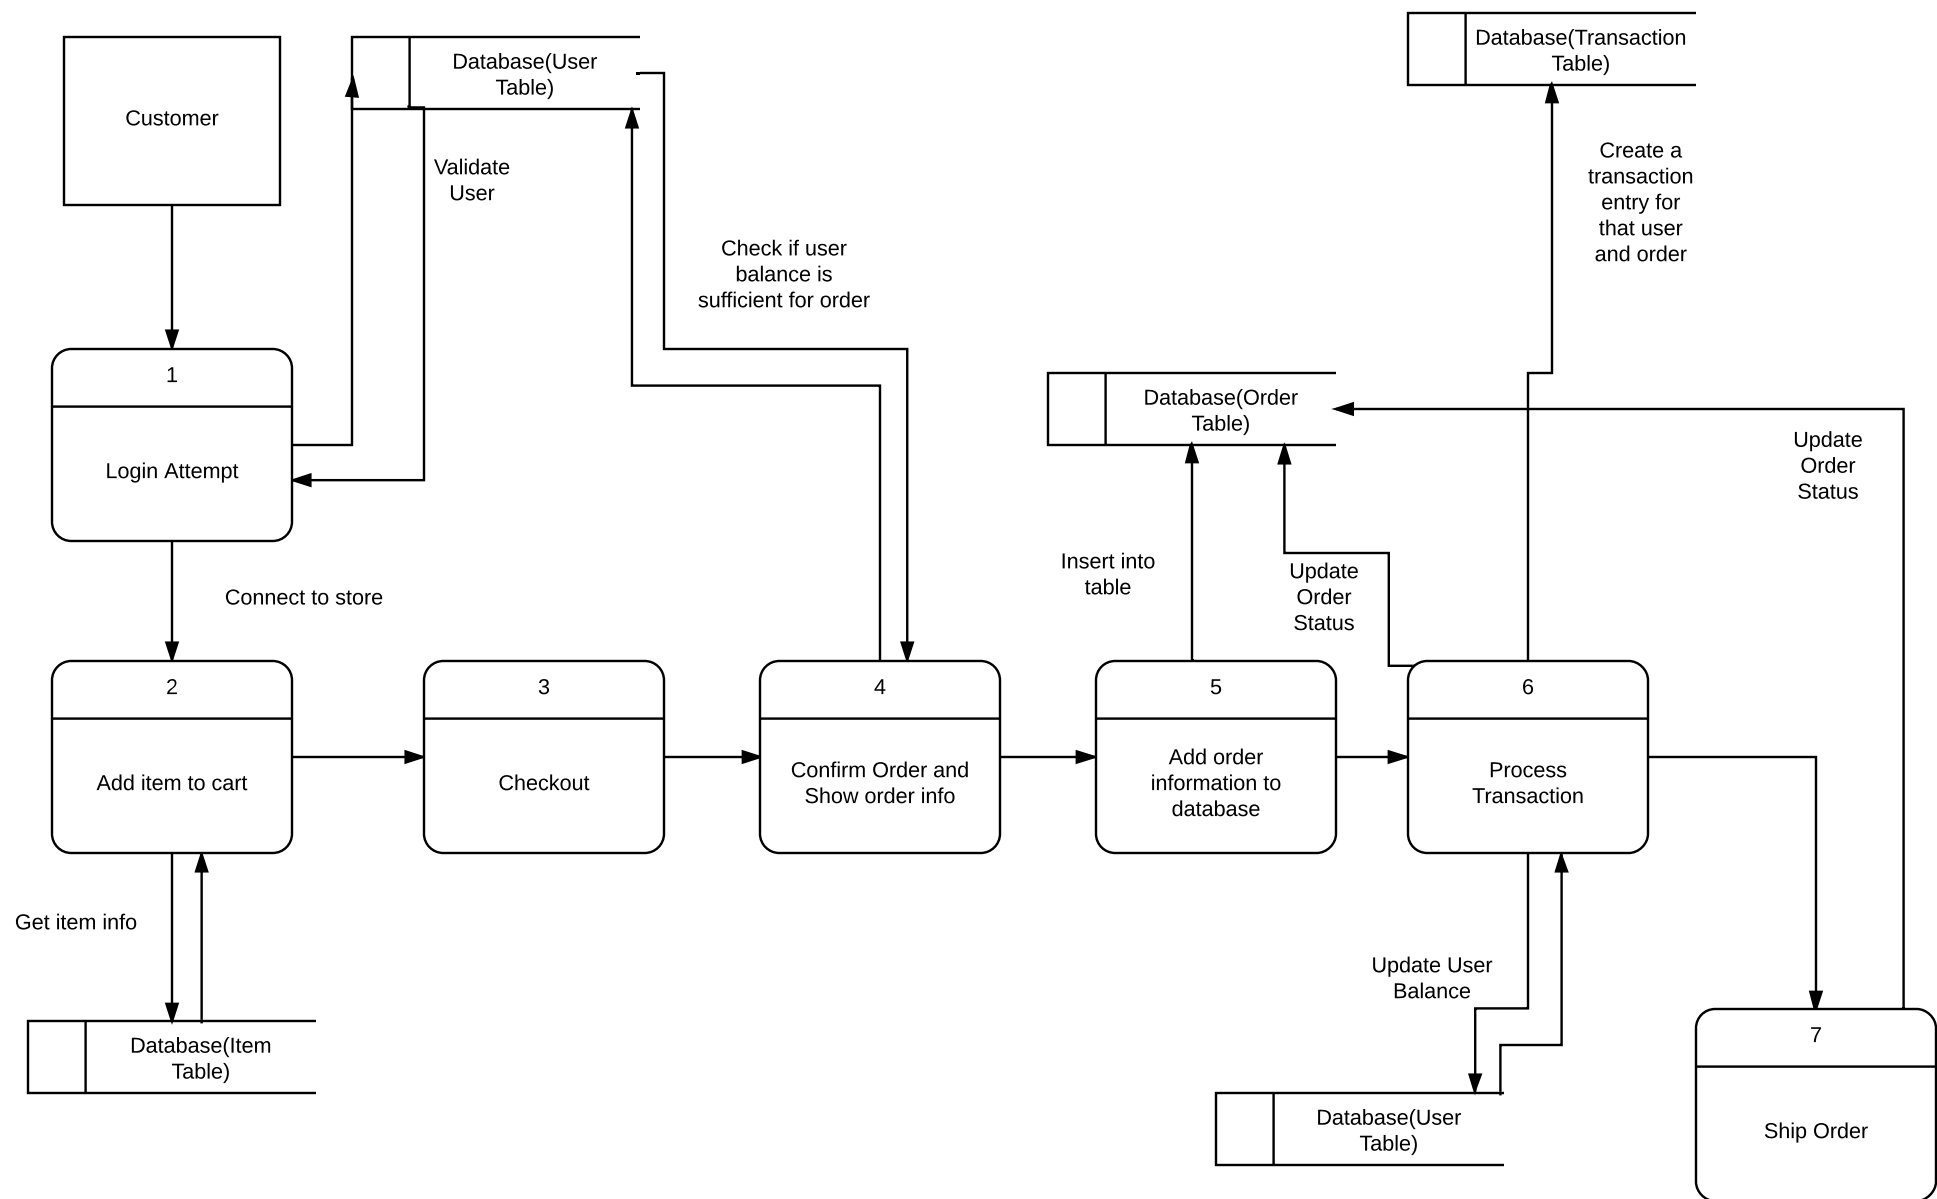 Database(Transaction
Table)
Database(User
Table)
Customer
Validate
User
Create a
transaction
entry for
that user
and order
Check if user
balance is
sufficient for order
1
Login Attempt
Database(Order
Table)
Update
Order
Status
Insert into
table
Update
Order
Status
Connect to store
2
Add item to cart
3
Checkout
4
Confirm Order and
Show order info
5
Add order
information to
database
6
Process
Transaction
Get item info
Update User
Balance
Database(Item
Table)
Database(User
Table)
7
Ship Order